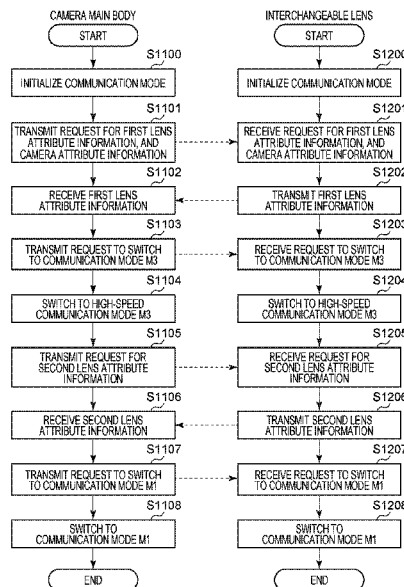 CAMERA MAIN BODY
START
S1100
INITIALIZE COMMUNICATION MODE
S1101
TRANSMIT REQUEST FOR FIRST LENS
ATTRIBUTE INFORMATION, AND
CAMERA ATTRIBUTE INFORMATION
S1102
RECEIVE FIRST LENS
ATTRIBUTE INFORMATION
S1103
TRANSMIT REQUEST TO SWITCH
TO COMMUNICATION MODE M3
S1104
SWITCH TO HIGH-SPEED
COMMUNICATION MODE M3
S1105
TRANSMIT REQUEST FOR
SECOND LENS ATTRIBUTE
INFORMATION
S1106
RECEIVE SECOND LENS
ATTRIBUTE INFORMATION
S1107
TRANSMIT REQUEST TO SWITCH
TO COMMUNICATION MODE M1
S1108
SWITCH TO
COMMUNICATION MODE M1
END
INTERCHANGEABLE LENS
START
S1200
INITIALIZE COMMUNICATION MODE
S1201
RECEIVE REQUEST FOR FIRST LENS
ATTRIBUTE INFORMATION, AND
CAMERA ATTRIBUTE INFORMATION
S1202
TRANSMIT FIRST LENS
ATTRIBUTE INFORMATION
S1203
RECEIVE REQUEST TO SWITCH
TO COMMUNICATION MODE M3
S1204
SWITCH TO HIGH-SPEED
COMMUNICATION MODE M3
S1205
RECEIVE REQUEST FOR
SECOND LENS ATTRIBUTE
INFORMATION
S1206
TRANSMIT SECOND LENS
ATTRIBUTE INFORMATION
S1207
RECEIVE REQUEST TO SWITCH
TO COMMUNICATION MODE M1
S1208
SWITCH TO
COMMUNICATION MODE M1
END